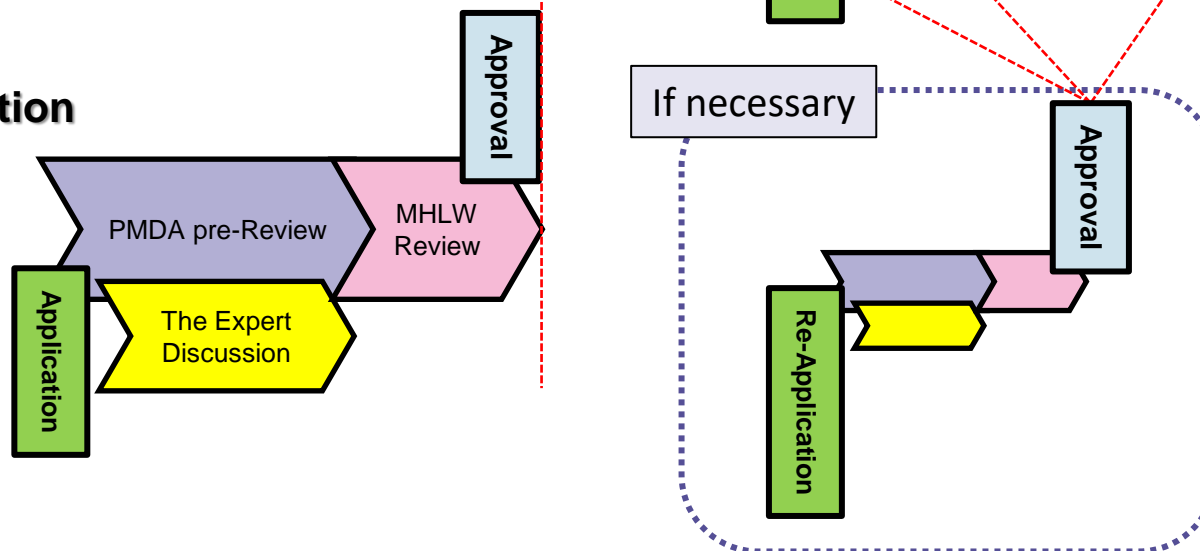 tion
Approval
PMDA pre-Review
MHLW
Review
Application
The Expert
Discussion
If necessary
Approval
Re-Application